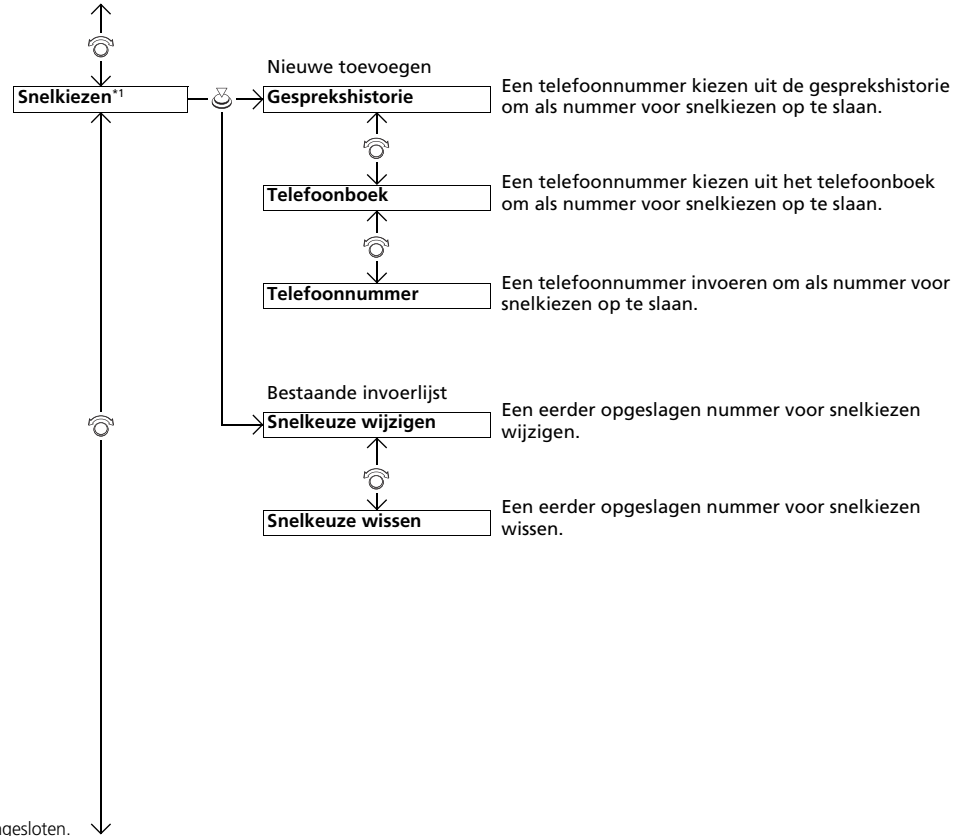 Nieuwe toevoegen
Snelkiezen*1
Gesprekshistorie
Een telefoonnummer kiezen uit de gesprekshistorie
om als nummer voor snelkiezen op te slaan.
Telefoonboek
Een telefoonnummer kiezen uit het telefoonboek
om als nummer voor snelkiezen op te slaan.
Telefoonnummer
Een telefoonnummer invoeren om als nummer voor
snelkiezen op te slaan.
Bestaande invoerlijst
Snelkeuze wijzigen
Een eerder opgeslagen nummer voor snelkiezen
wijzigen.
Snelkeuze wissen
Een eerder opgeslagen nummer voor snelkiezen
wissen.